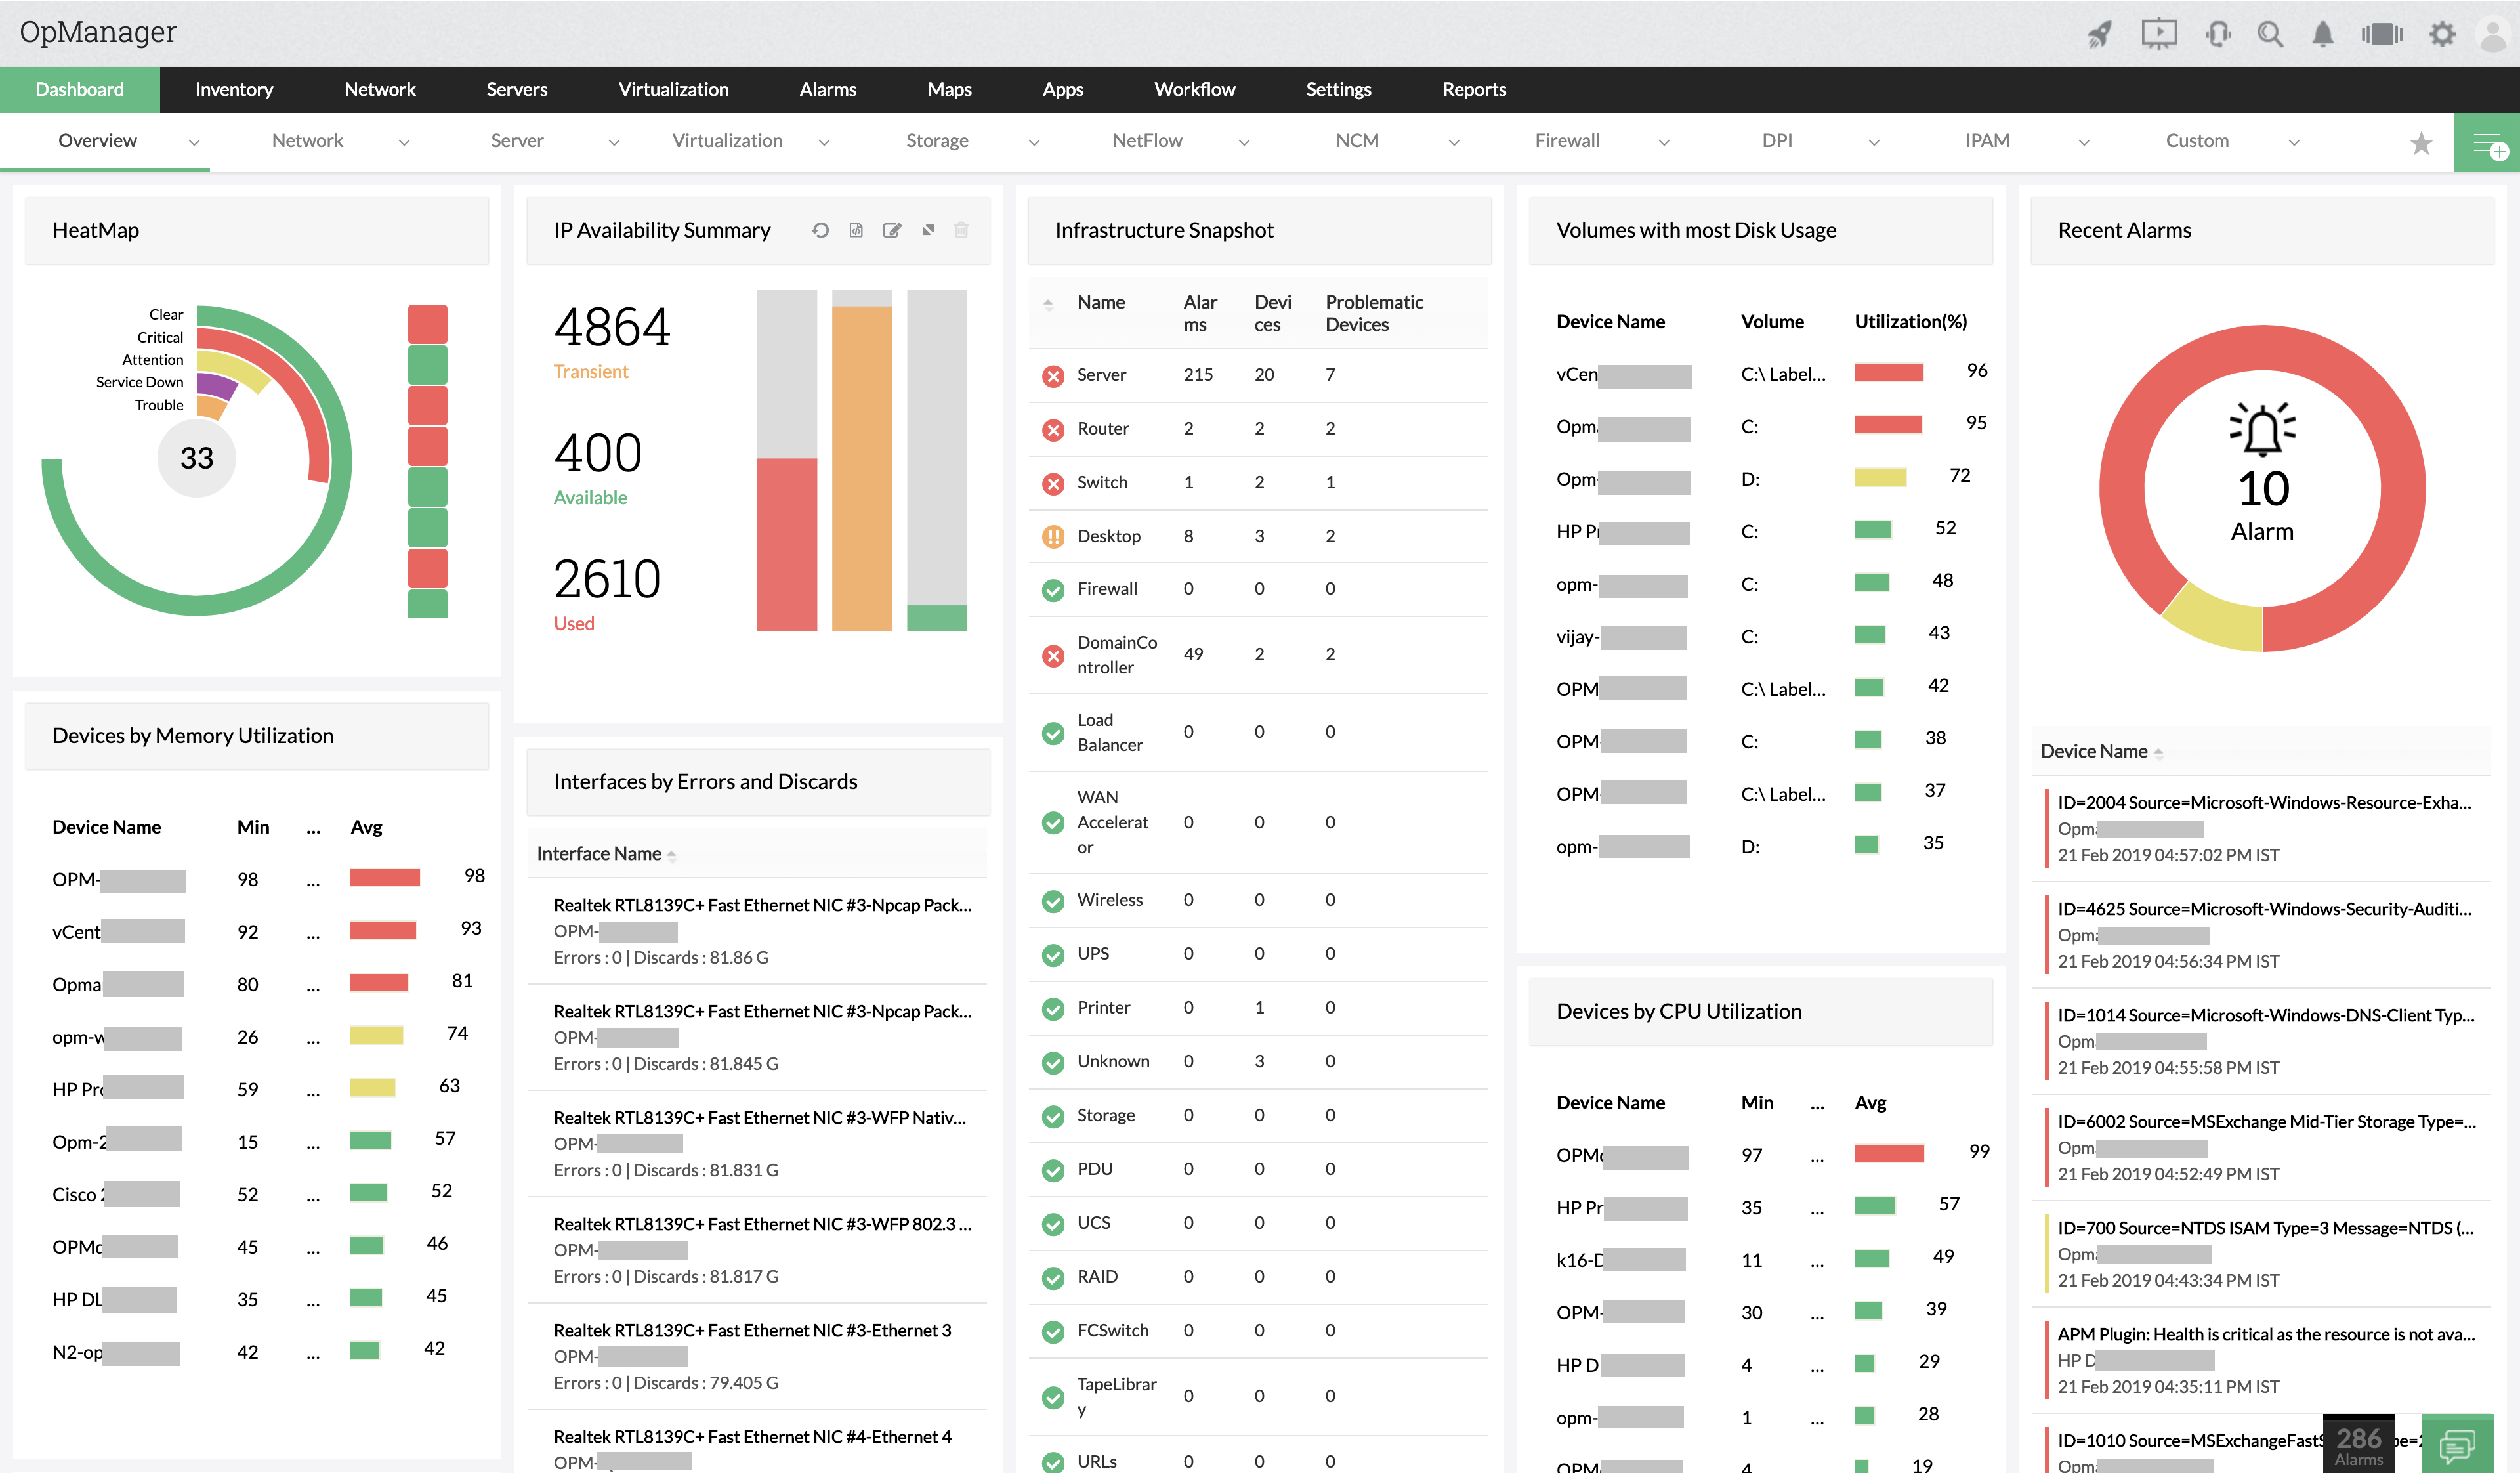 OpManager
Dashboard Inventory Network Servers Virtualization Alarms Maps Apps Workflow Settings Reports
Overview Network Server Virtualization Storage NetFlow NCM Firewall DPI IPAM Custom
HeatMap
Clear
Critical
Attention
Service Down
Trouble
33
Devices by Memory Utilization
Device Name Min ... Avg
OPM- 98 ... 98
vCent 92 ... 93
Opma 80 ... 81
opm-w 26 ... 74
HP Pro 59 ... 63
Opm-2 15 ... 57
Cisco 52 ... 52
OPMd 45 ... 46
HP DL 35 ... 45
N2-op 42 ... 42
IP Availability Summary
4864
Transient
400
Available
2610
Used
Interfaces by Errors and Discards
Interface Name
Realtek RTL8139C+ Fast Ethernet NIC #3-Npcap Pack...
OPM-
Errors : 0 | Discards : 81.86 G
Realtek RTL8139C+ Fast Ethernet NIC #3-Npcap Pack...
OPM-
Errors : 0 | Discards : 81.845 G
Realtek RTL8139C+ Fast Ethernet NIC #3-WFP Nativ...
OPM-
Errors : 0 | Discards : 81.831 G
Realtek RTL8139C+ Fast Ethernet NIC #3-WFP 802.3 ...
OPM-
Errors : 0 | Discards : 81.817 G
Realtek RTL8139C+ Fast Ethernet NIC #3-Ethernet 3
OPM-
Errors : 0 | Discards : 79.405 G
Realtek RTL8139C+ Fast Ethernet NIC #4-Ethernet 4
OPM-
Infrastructure Snapshot
Name Alar Devi Problematic
ms ces Devices
Server 215 20 7
Router 2 2 2
Switch 1 2 1
Desktop 8 3 2
Firewall 0 0 0
DomainCo
ntroller 49 2 2
Load
Balancer 0 0 0
WAN
Accelerat 0 0 0
or
Wireless 0 0 0
UPS 0 0 0
Printer 0 1 0
Unknown 0 3 0
Storage 0 0 0
PDU 0 0 0
UCS 0 0 0
RAID 0 0 0
FCSwitch 0 0 0
TapeLibrar
y 0 0 0
URLs 0 0 0
Volumes with most Disk Usage
Device Name Volume Utilization(%)
vCen C:\ Label... 96
Opm C: 95
Opm- D: 72
HP Pr C: 52
opm- C: 48
vijay- C: 43
OPM C:\ Label... 42
OPM- C: 38
OPM- C:\ Label... 37
opm- D: 35
Devices by CPU Utilization
Device Name Min ... Avg
OPMd 97 ... 99
HP Pr 35 ... 57
k16-D 11 ... 49
OPM- 30 ... 39
HP D 4 ... 29
opm- 1 ... 28
OPM 4 ... 19
Recent Alarms
10
Alarm
Device Name
ID=2004 Source=Microsoft-Windows-Resource-Exha...
Opma
21 Feb 2019 04:57:02 PM IST
ID=4625 Source=Microsoft-Windows-Security-Auditi...
Opma
21 Feb 2019 04:56:34 PM IST
ID=1014 Source=Microsoft-Windows-DNS-Client Typ...
Opm
21 Feb 2019 04:55:58 PM IST
ID=6002 Source=MSExchange Mid-Tier Storage Type=...
Opm
21 Feb 2019 04:52:49 PM IST
ID=700 Source=NTDS ISAM Type=3 Message=NTDS (...
Opma
21 Feb 2019 04:43:34 PM IST
APM Plugin: Health is critical as the resource is not ava...
HP D
21 Feb 2019 04:35:11 PM IST
ID=1010 Source=MSExchangeFastS
Opm
286
Alarms